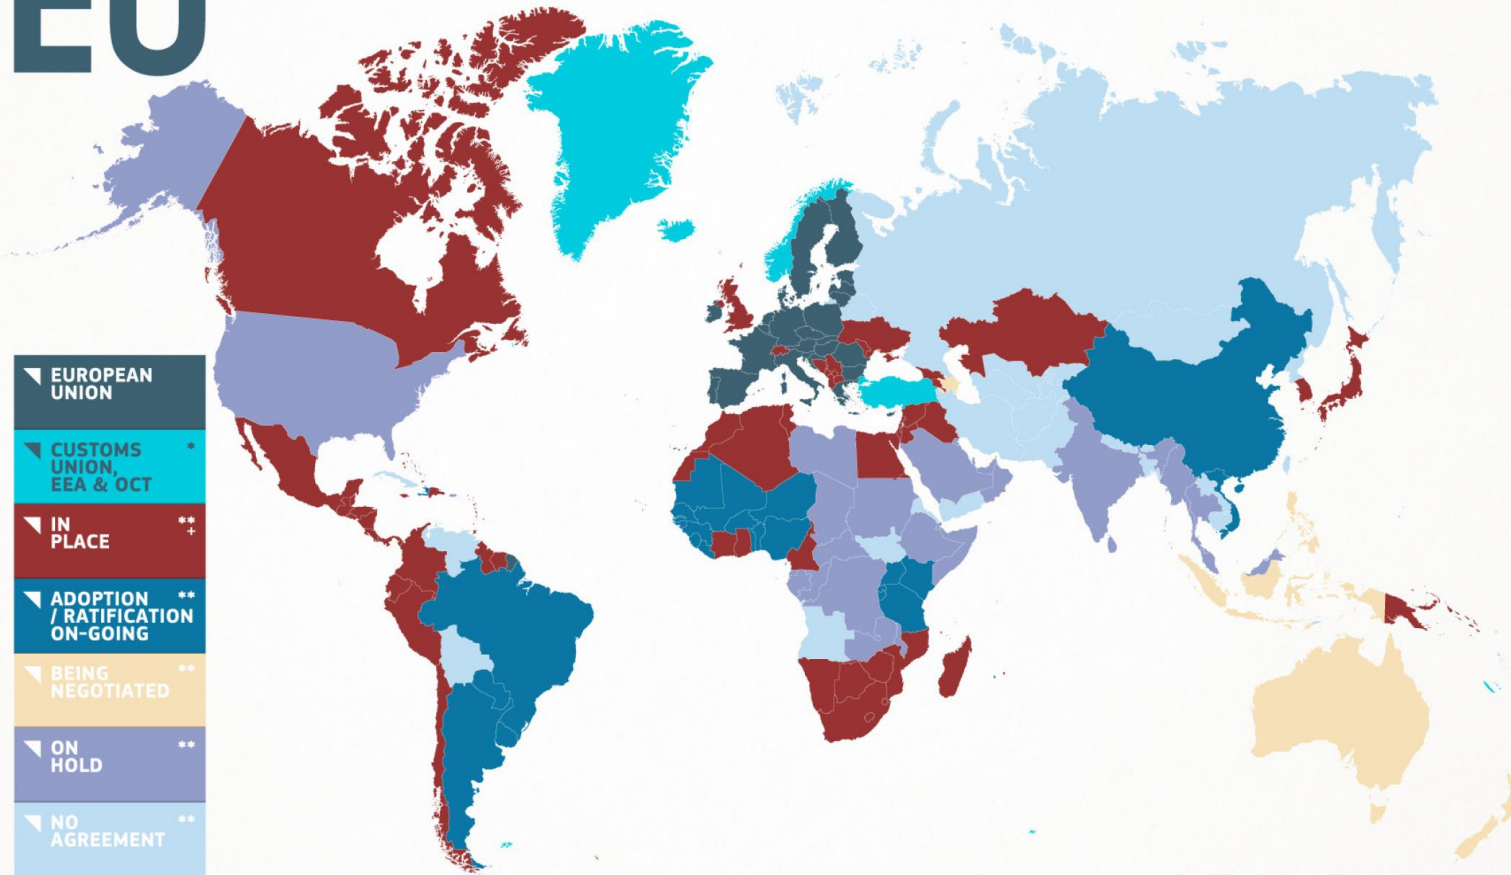 EU
EUROPEAN
UNION
CUSTOMS *
UNION,
EEA & OCT
IN **
PLACE +
ADOPTION **
/ RATIFICATION
ON-GOING
BEING **
NEGOTIATED
ON **
HOLD
NO **
AGREEMENT